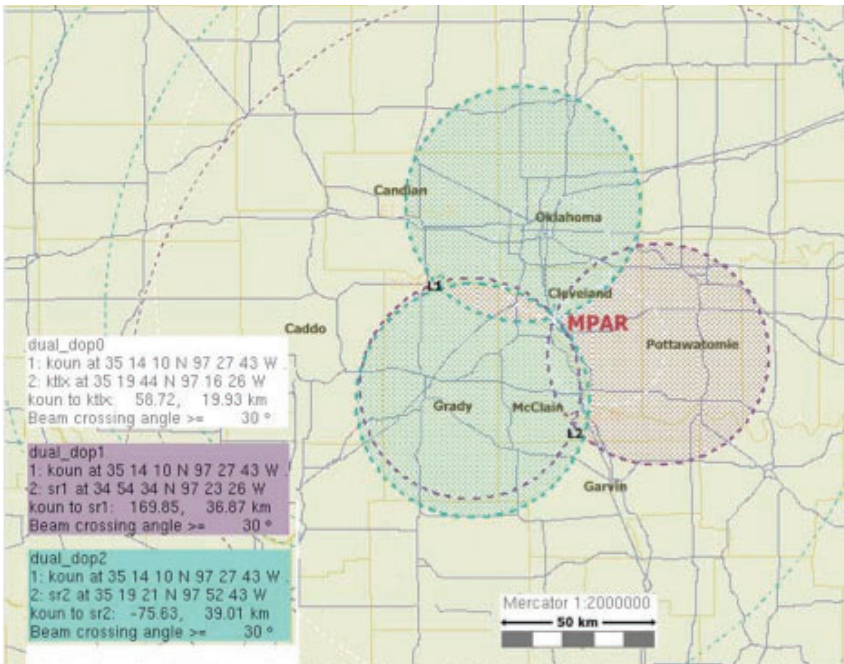 Candian
Oklahoma
L1
Cleveland
MPAR
Caddo
Pottawatomie
Grady
McClain
L2
Garvin
dual_dop0
1: koun at 35 14 10 N 97 27 43 W .
2: ktlx at 35 19 44 N 97 16 26 W
koun to ktlx: 58.72, 19.93 km
Beam crossing angle >= 30 °
dual_dop1
1: koun at 35 14 10 N 97 27 43 W .
2: sr1 at 34 54 34 N 97 23 26 W
koun to sr1: 169.85, 36.87 km
Beam crossing angle >= 30 °
dual_dop2
1: koun at 35 14 10 N 97 27 43 W .
2: sr2 at 35 19 21 N 97 52 43 W
koun to sr2: -75.63, 39.01 km
Beam crossing angle >= 30 °
Mercator 1:2000000
50 km